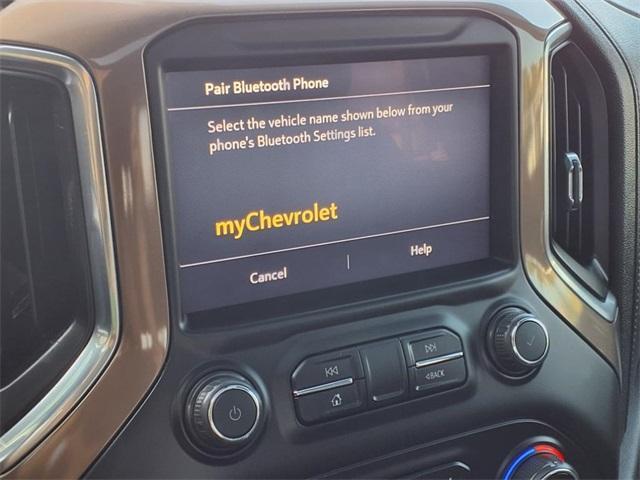 Pair Bluetooth Phone
Select the vehicle name shown below from your
phone's Bluetooth Settings list.
myChevrolet
Cancel
Help
BACK